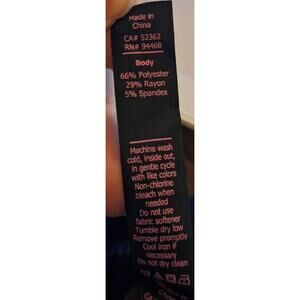 Made in
China
CA# 52362
RN# 94468
Body
66% Polyester
29% Rayon
5% Spandex
Machine wash
cold, inside out,
in gentle cycle
with like colors
Non-chlorine
bleach when
needed
Do not use
fabric softener
Tumble dry low
Remove promptly
Cool iron if
necessary
Do not dry clean